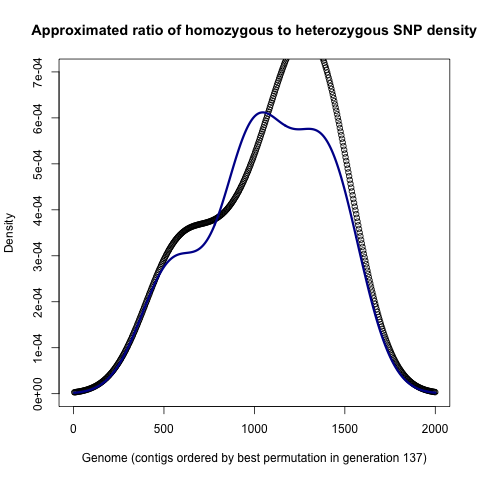 Approximated ratio of homozygous to heterozygous SNP density
7e-04
6e-04
5e-04
4e-04
3e-04
2e-04
1e-04
0e+00
Density
0 500 1000 1500 2000
Genome (contigs ordered by best permutation in generation 137)